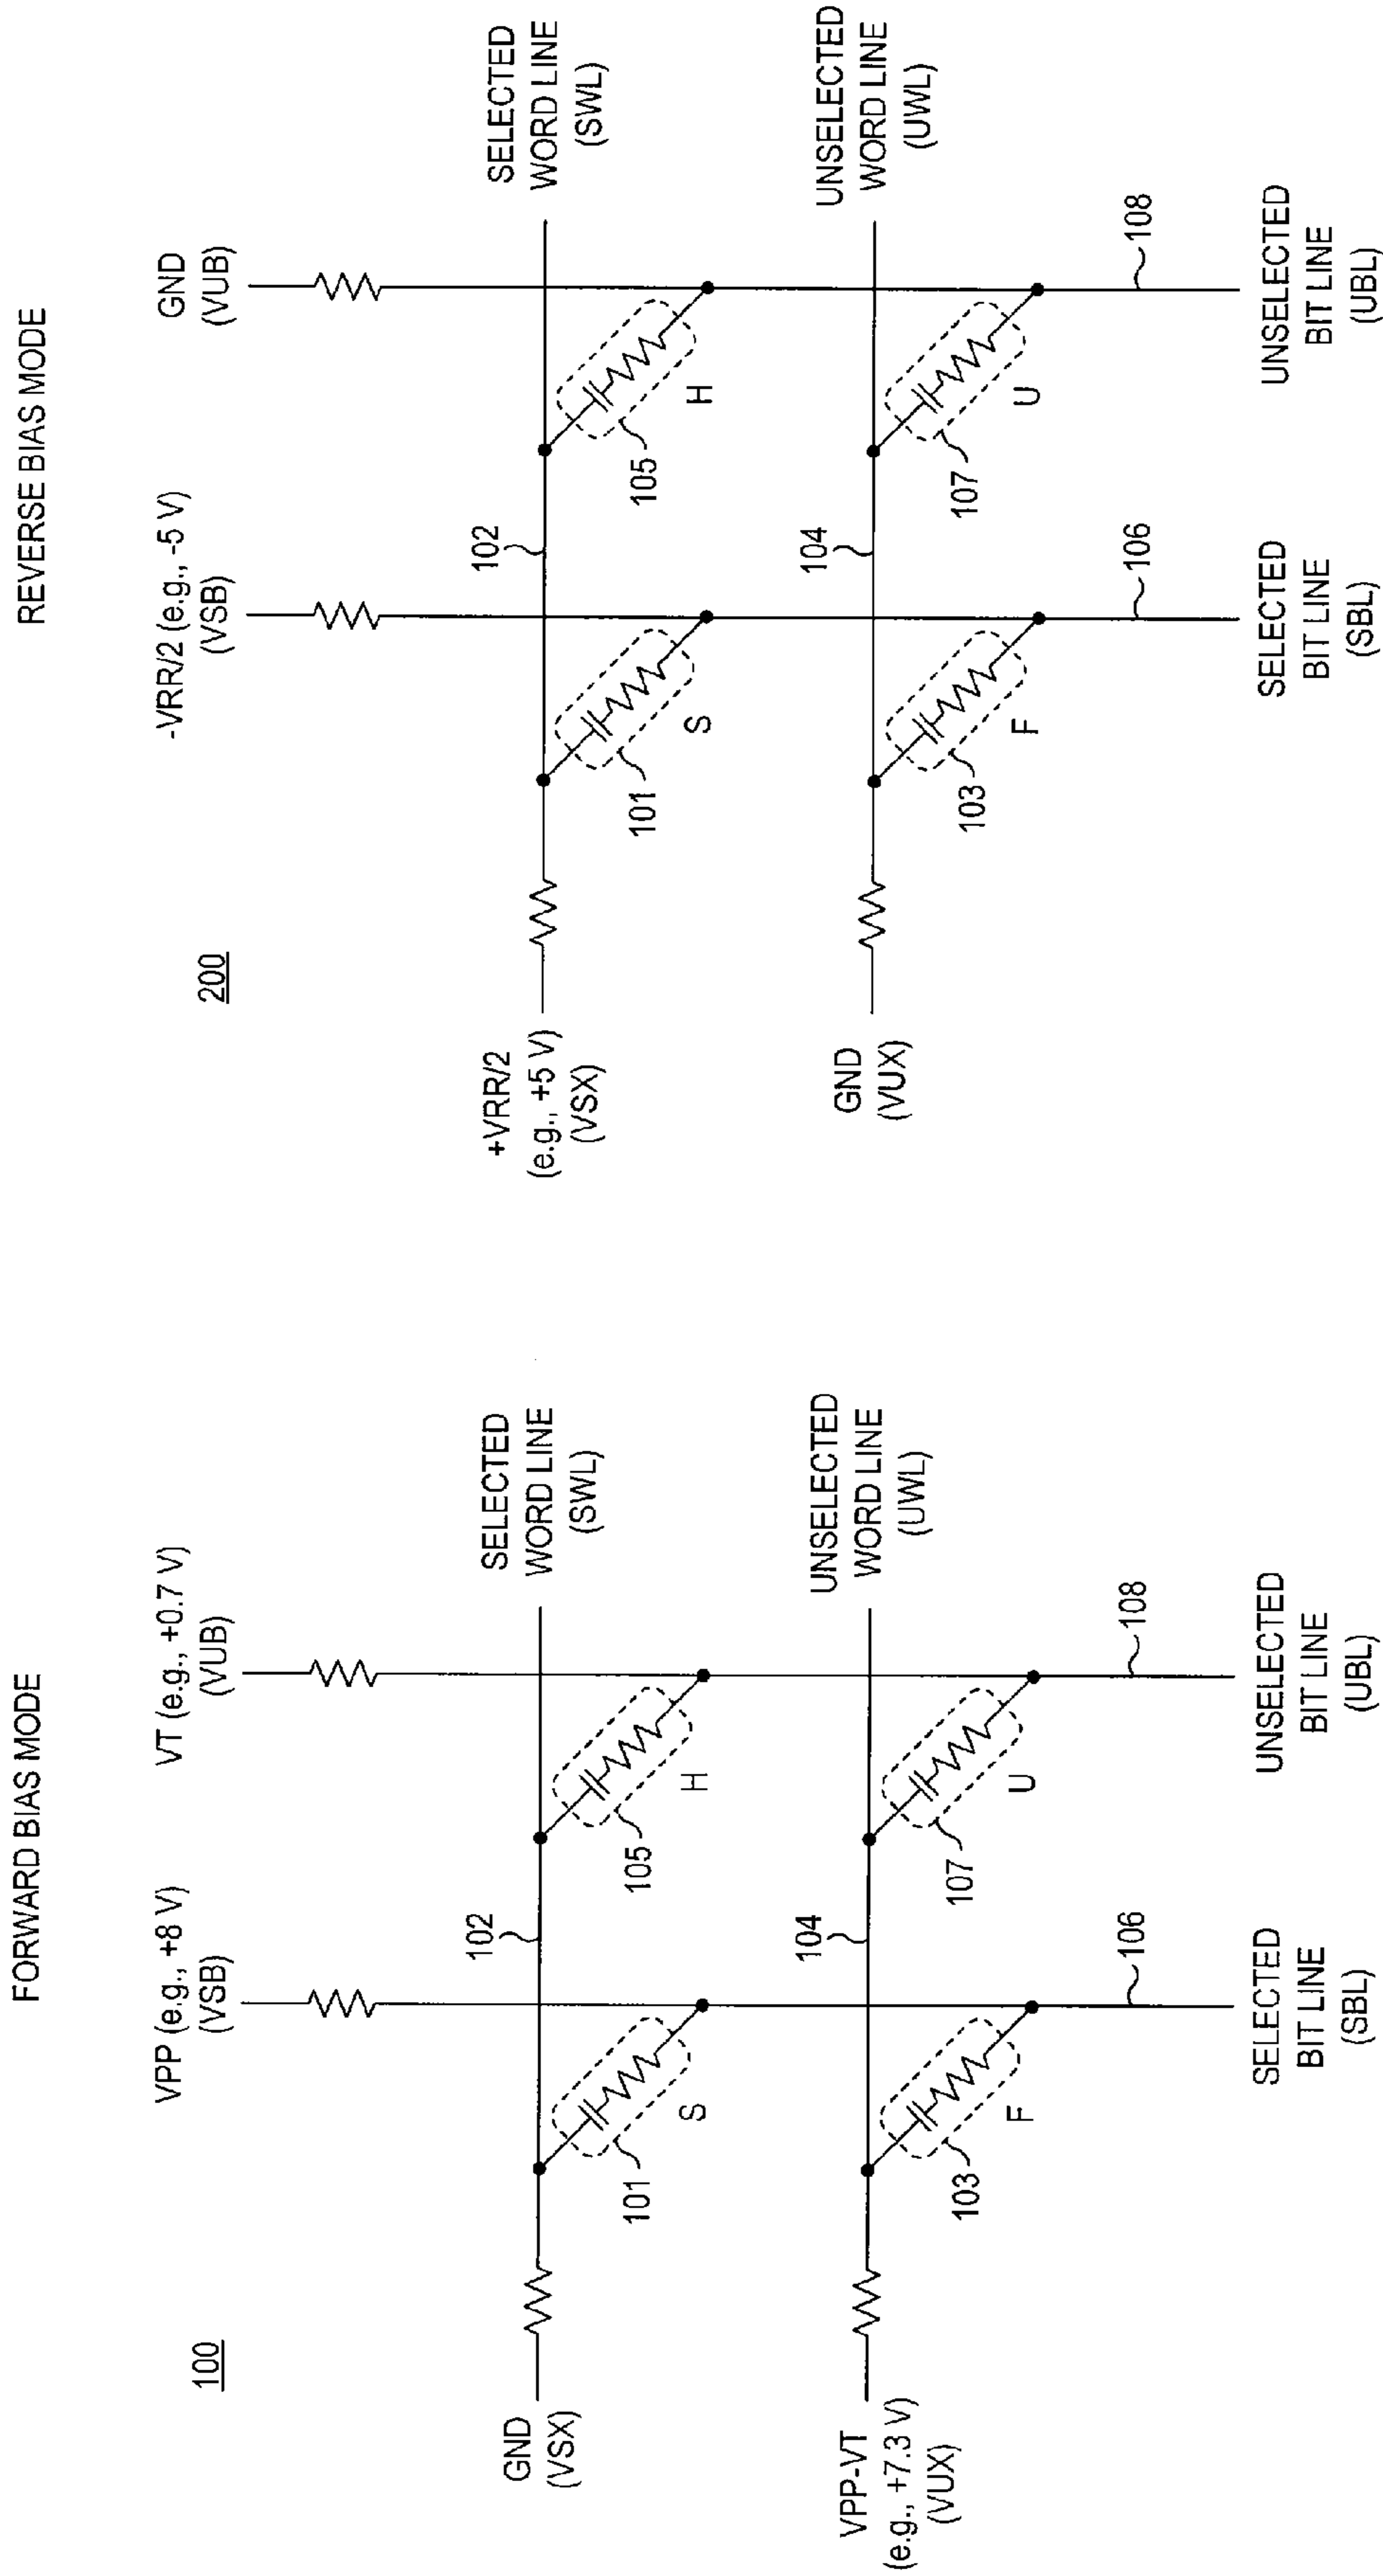 FORWARD BIAS MODE
100
VPP (e.g., +8 V)
(VSB)
VT (e.g., +0.7 V)
(VUB)
GND
(VSX)
102
SELECTED
WORD LINE
(SWL)
101
S
105
H
VPP-VT
(e.g., +7.3 V)
(VUX)
104
UNSELECTED
WORD LINE
(UWL)
103
F
107
U
106
108
SELECTED
BIT LINE
(SBL)
UNSELECTED
BIT LINE
(UBL)
REVERSE BIAS MODE
200
-VRR/2 (e.g., -5 V)
(VSB)
GND
(VUB)
+VRR/2
(e.g., +5 V)
(VSX)
102
SELECTED
WORD LINE
(SWL)
101
S
105
H
GND
(VUX)
104
UNSELECTED
WORD LINE
(UWL)
103
F
107
U
106
108
SELECTED
BIT LINE
(SBL)
UNSELECTED
BIT LINE
(UBL)